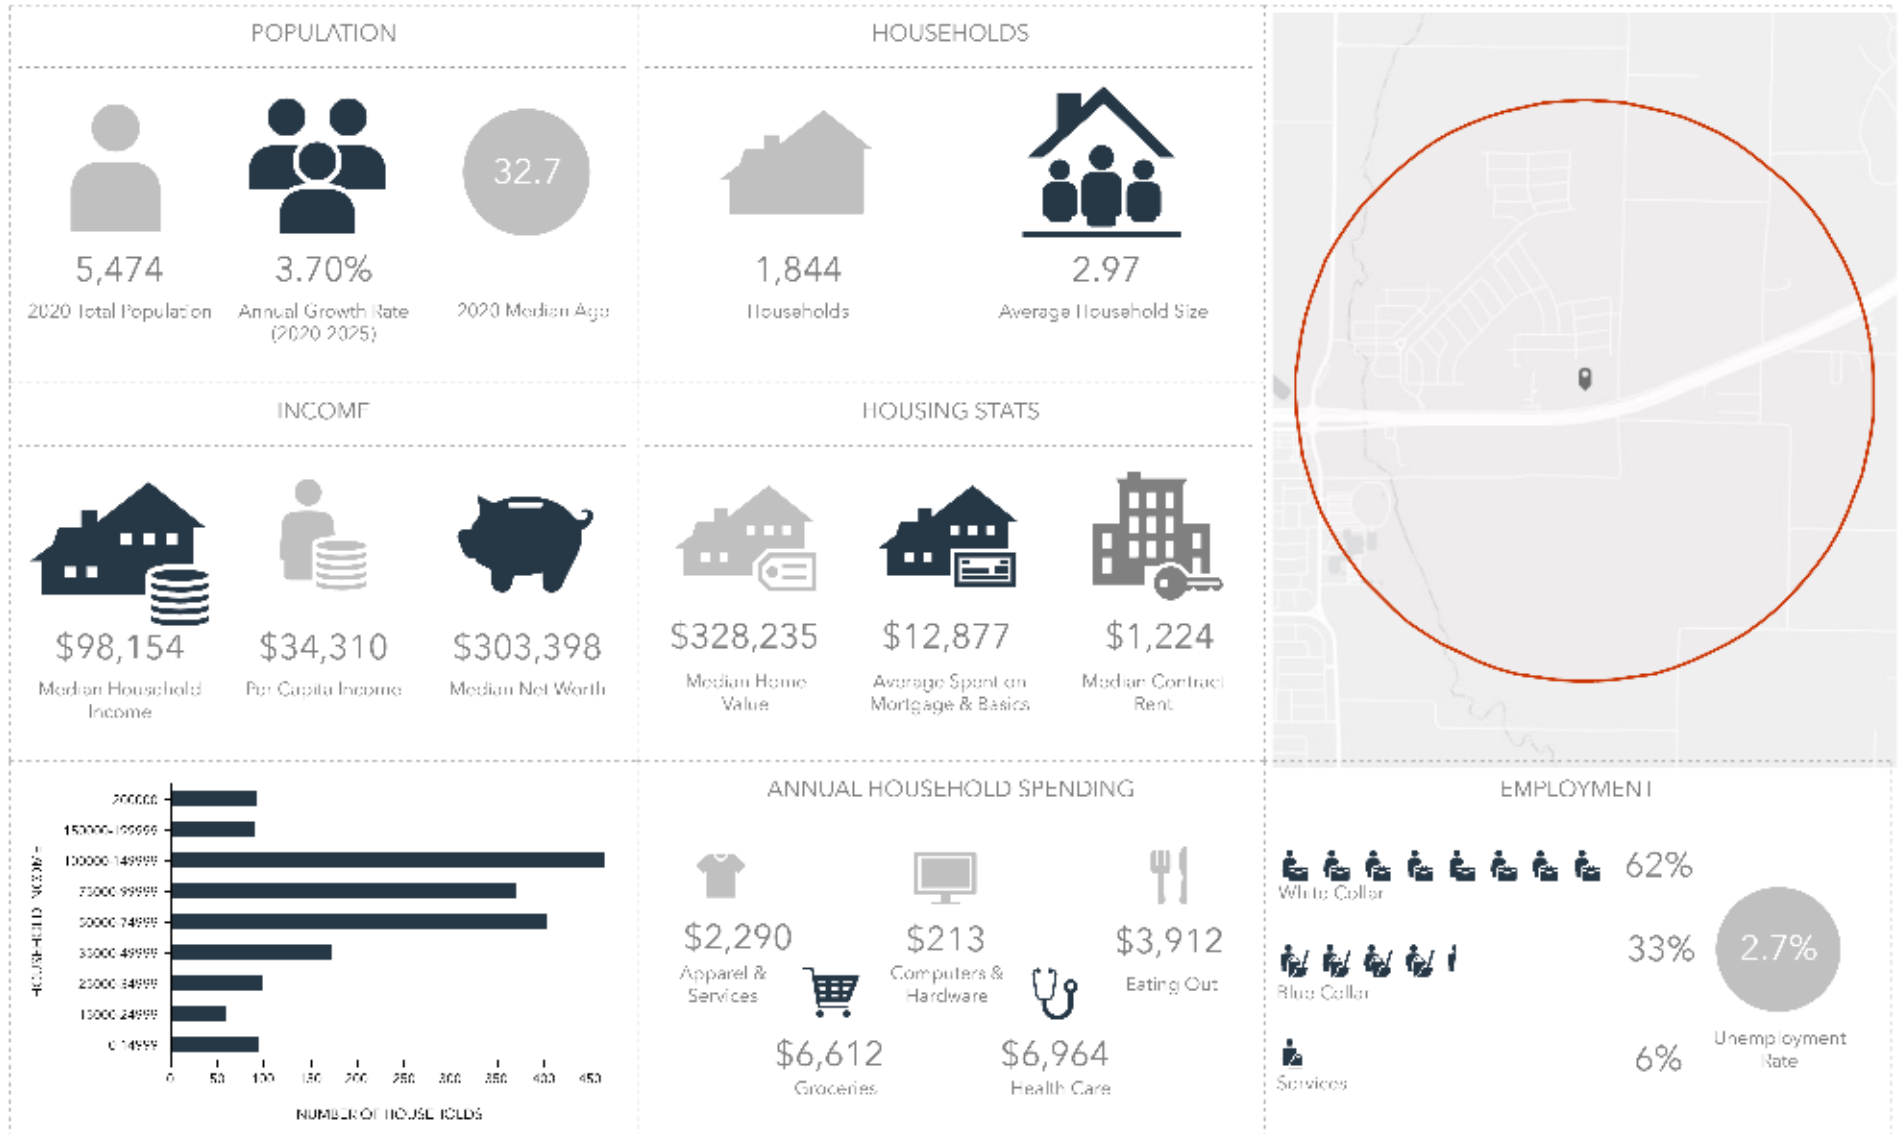 POPULATION
5,474
2020 Total Population
3.70%
Annual Growth Rate
(2020-2025)
32.7
2020 Median Age
HOUSEHOLDS
1,844
Households
2.97
Average Household Size
INCOME
$98,154
Median Household
Income
$34,310
Per Capita Income
$303,398
Median Net Worth
HOUSING STATS
$328,235
Median Home
Value
$12,877
Average Spent on
Mortgage & Basics
$1,224
Median Contract
Rent
HOUSEHOLD INCOME
200000
150000-199999
100000-149999
75000-99999
50000-74999
35000-49999
25000-34999
15000-24999
0-14999
0 50 100 150 200 250 300 350 400 450
NUMBER OF HOUSEHOLDS
ANNUAL HOUSEHOLD SPENDING
$2,290
Apparel &
Services
$213
Computers &
Hardware
$3,912
Eating Out
$6,612
Groceries
$6,964
Health Care
EMPLOYMENT
62%
White Collar
33%
Blue Collar
6%
Services
2.7%
Unemployment
Rate